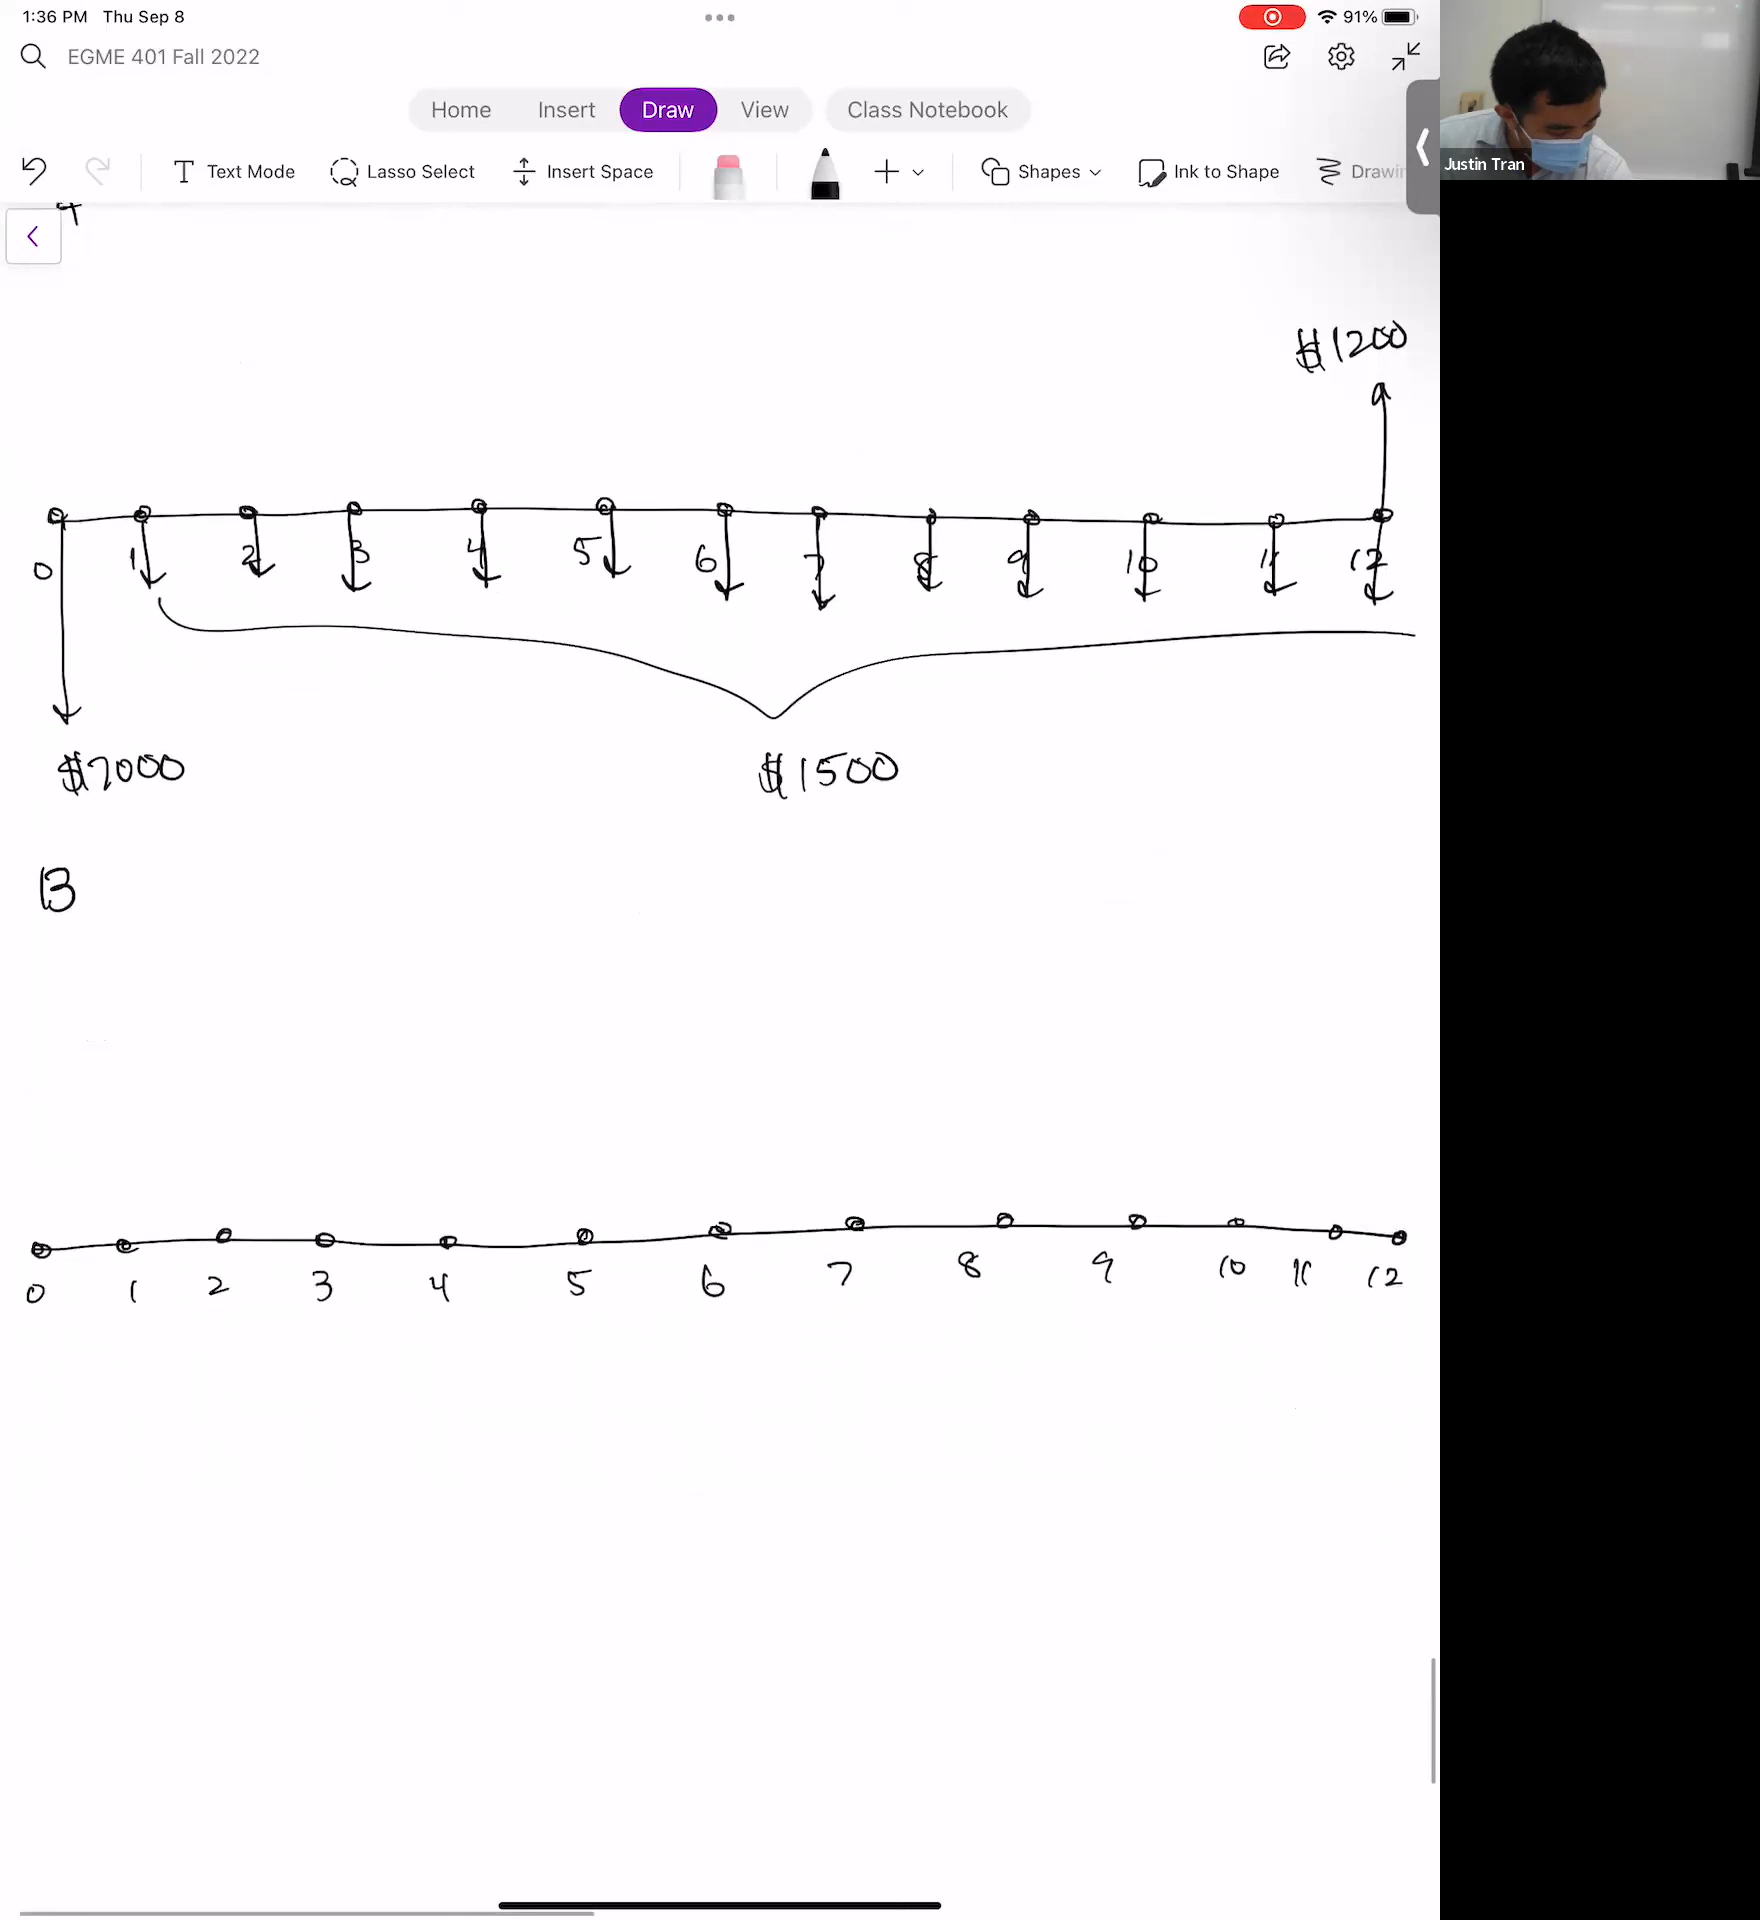 1:36 PM Thu Sep 8
91%
EGME 401 Fall 2022
Home Insert Draw View Class Notebook
Text Mode Lasso Select Insert Space Shapes Ink to Shape Drawi
Justin Tran
$1200
0 1 2 3 4 5 6 7 8 9 10 11 12
$7000 $1500
B
0 1 2 3 4 5 6 7 8 9 10 11 12